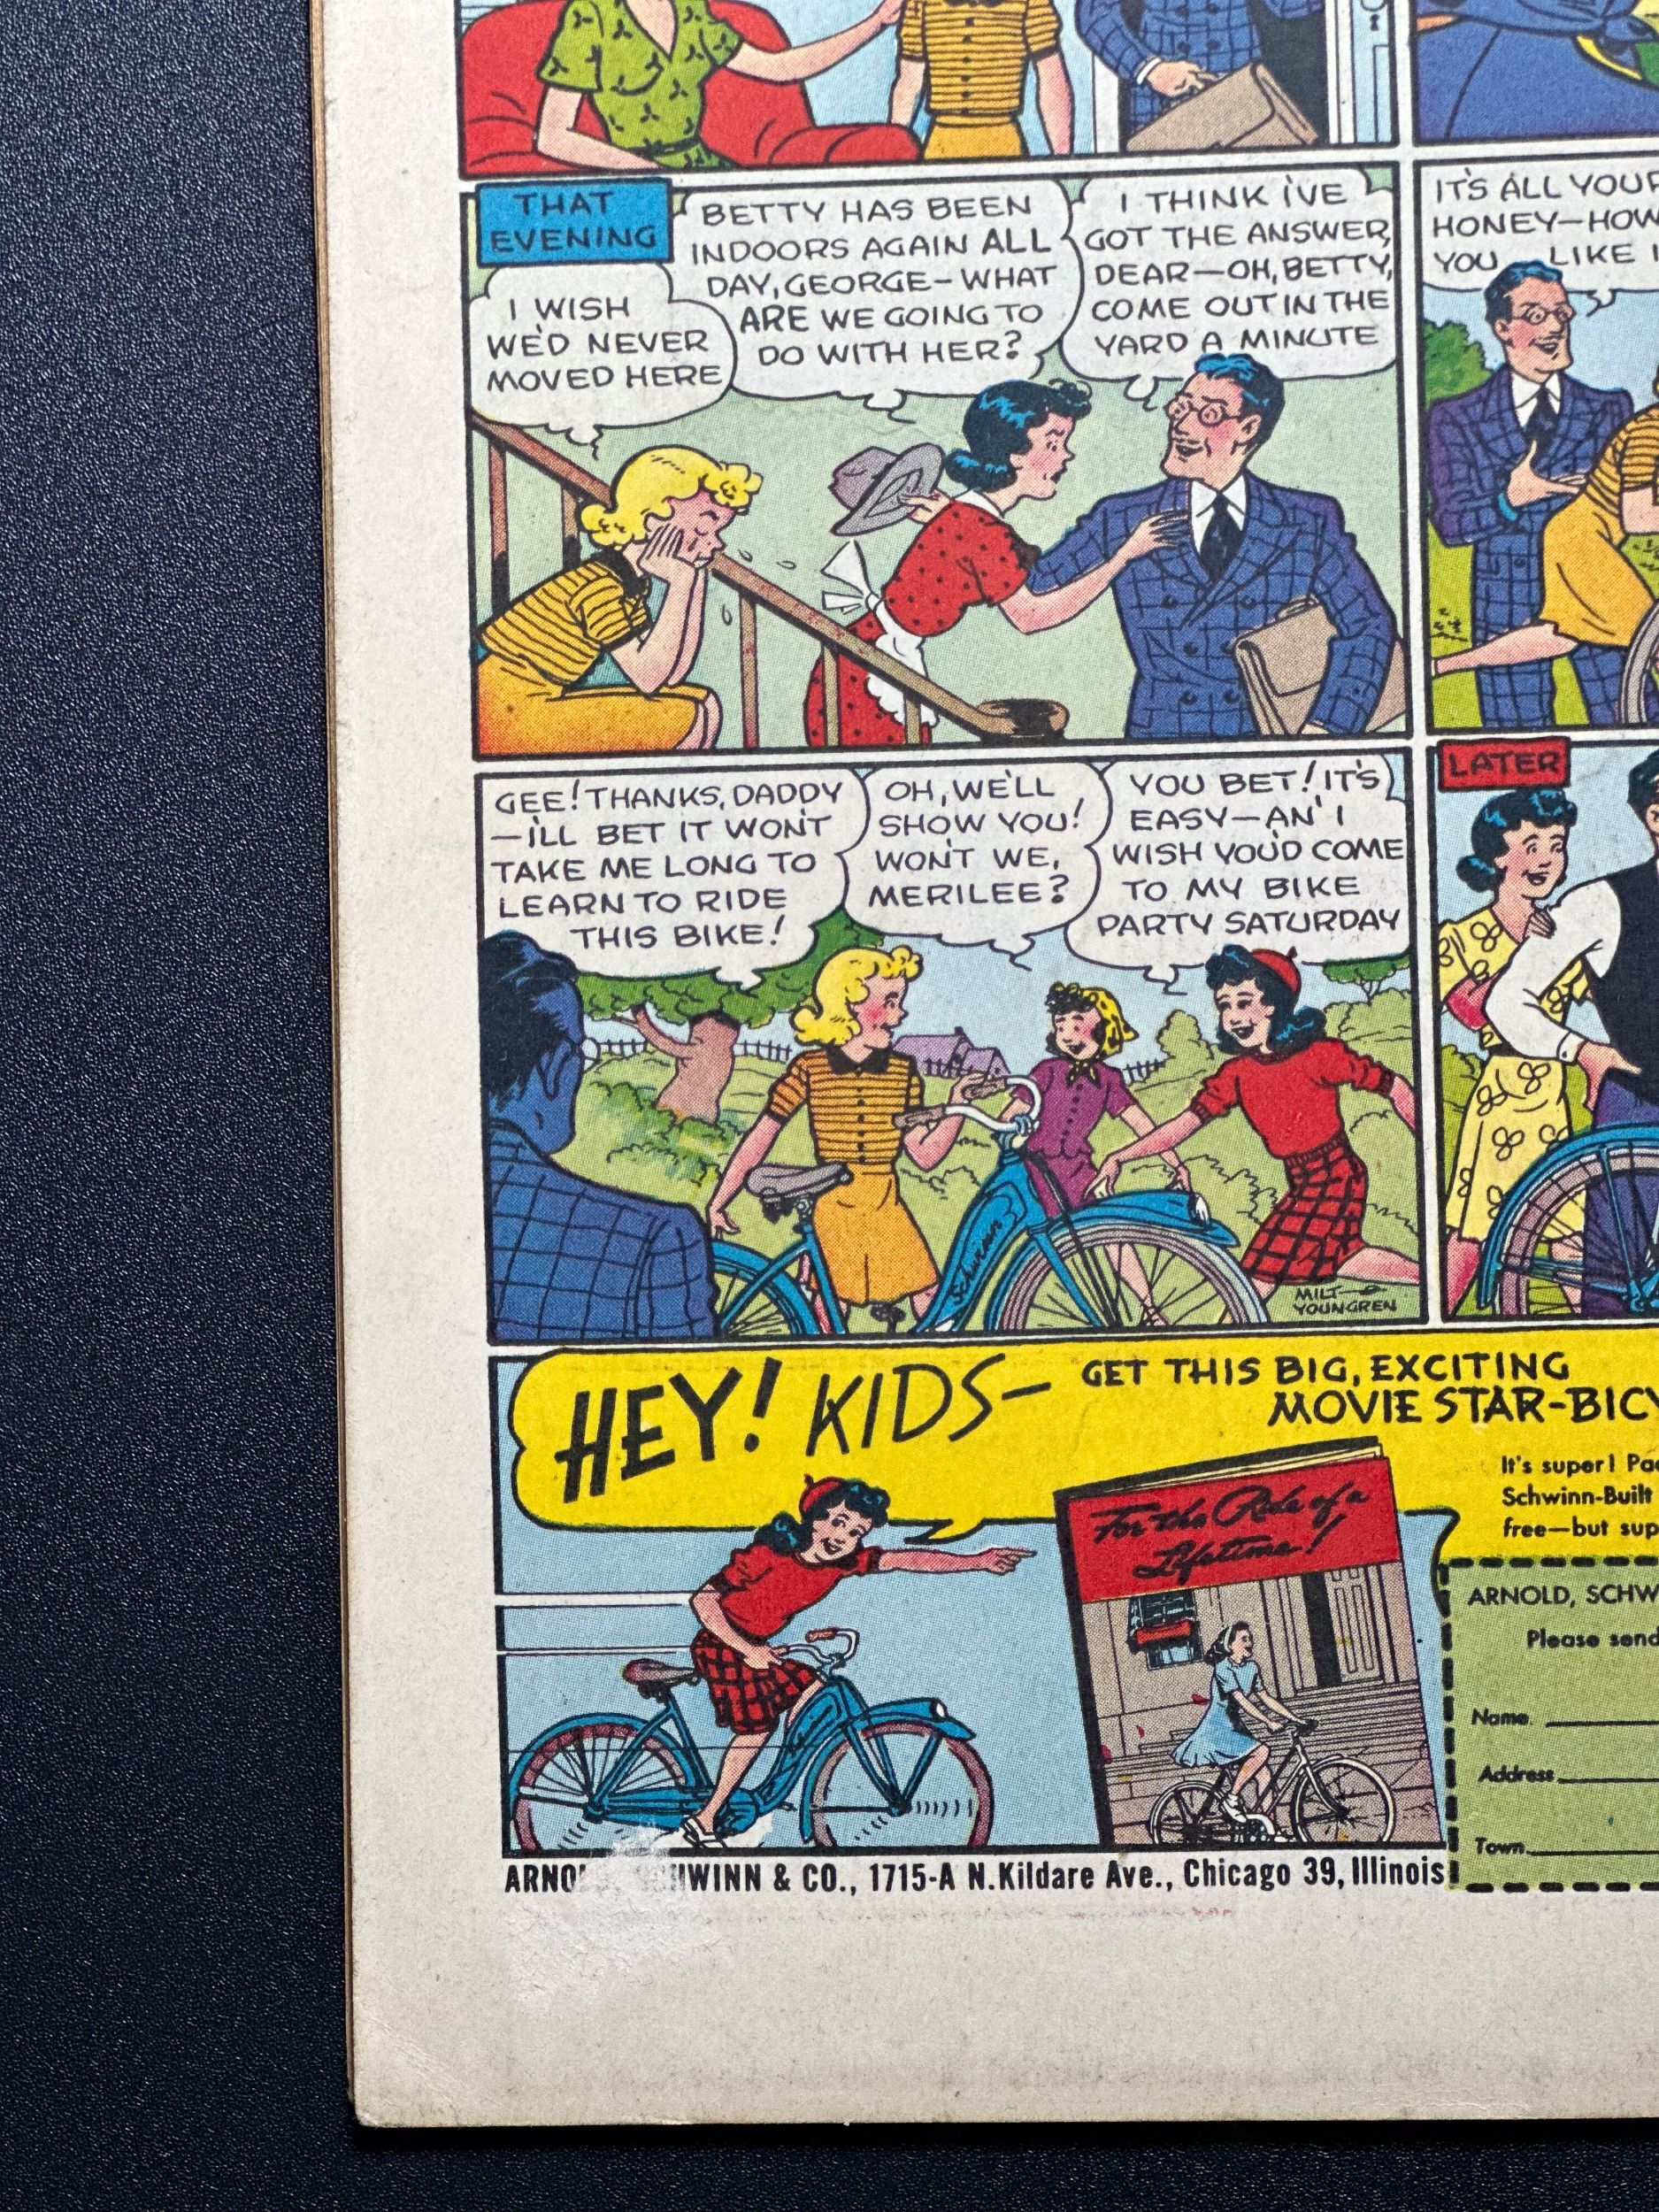 THAT
EVENING
I WISH
WE'D NEVER
MOVED HERE
BETTY HAS BEEN
INDOORS AGAIN ALL
DAY, GEORGE-WHAT
ARE WE GOING TO
DO WITH HER?
I THINK I'VE
GOT THE ANSWER,
DEAR—OH, BETTY,
COME OUT IN THE
YARD A MINUTE
IT'S ALL
HONEY—HOW
YOU LIKE
GEE! THANKS, DADDY
—I'LL BET IT WON'T
TAKE ME LONG TO
LEARN TO RIDE
THIS BIKE!
OH, WE'LL
SHOW YOU!
WON'T WE,
MERILEE?
YOU BET! IT'S
EASY—AN' I
WISH YOU'D COME
TO MY BIKE
PARTY SATURDAY
Schwinn
MILT
YOUNGREN
LATER
HEY! KIDS—
GET THIS BIG, EXCITING
MOVIE STAR-
It's super!
Schwinn-Built
free—but
For the Ride of a
Lifetime!
ARNOLD,
Please send
Name
Address
Town
& CO., 1715-A N. Kildare Ave., Chicago 39, Illinois